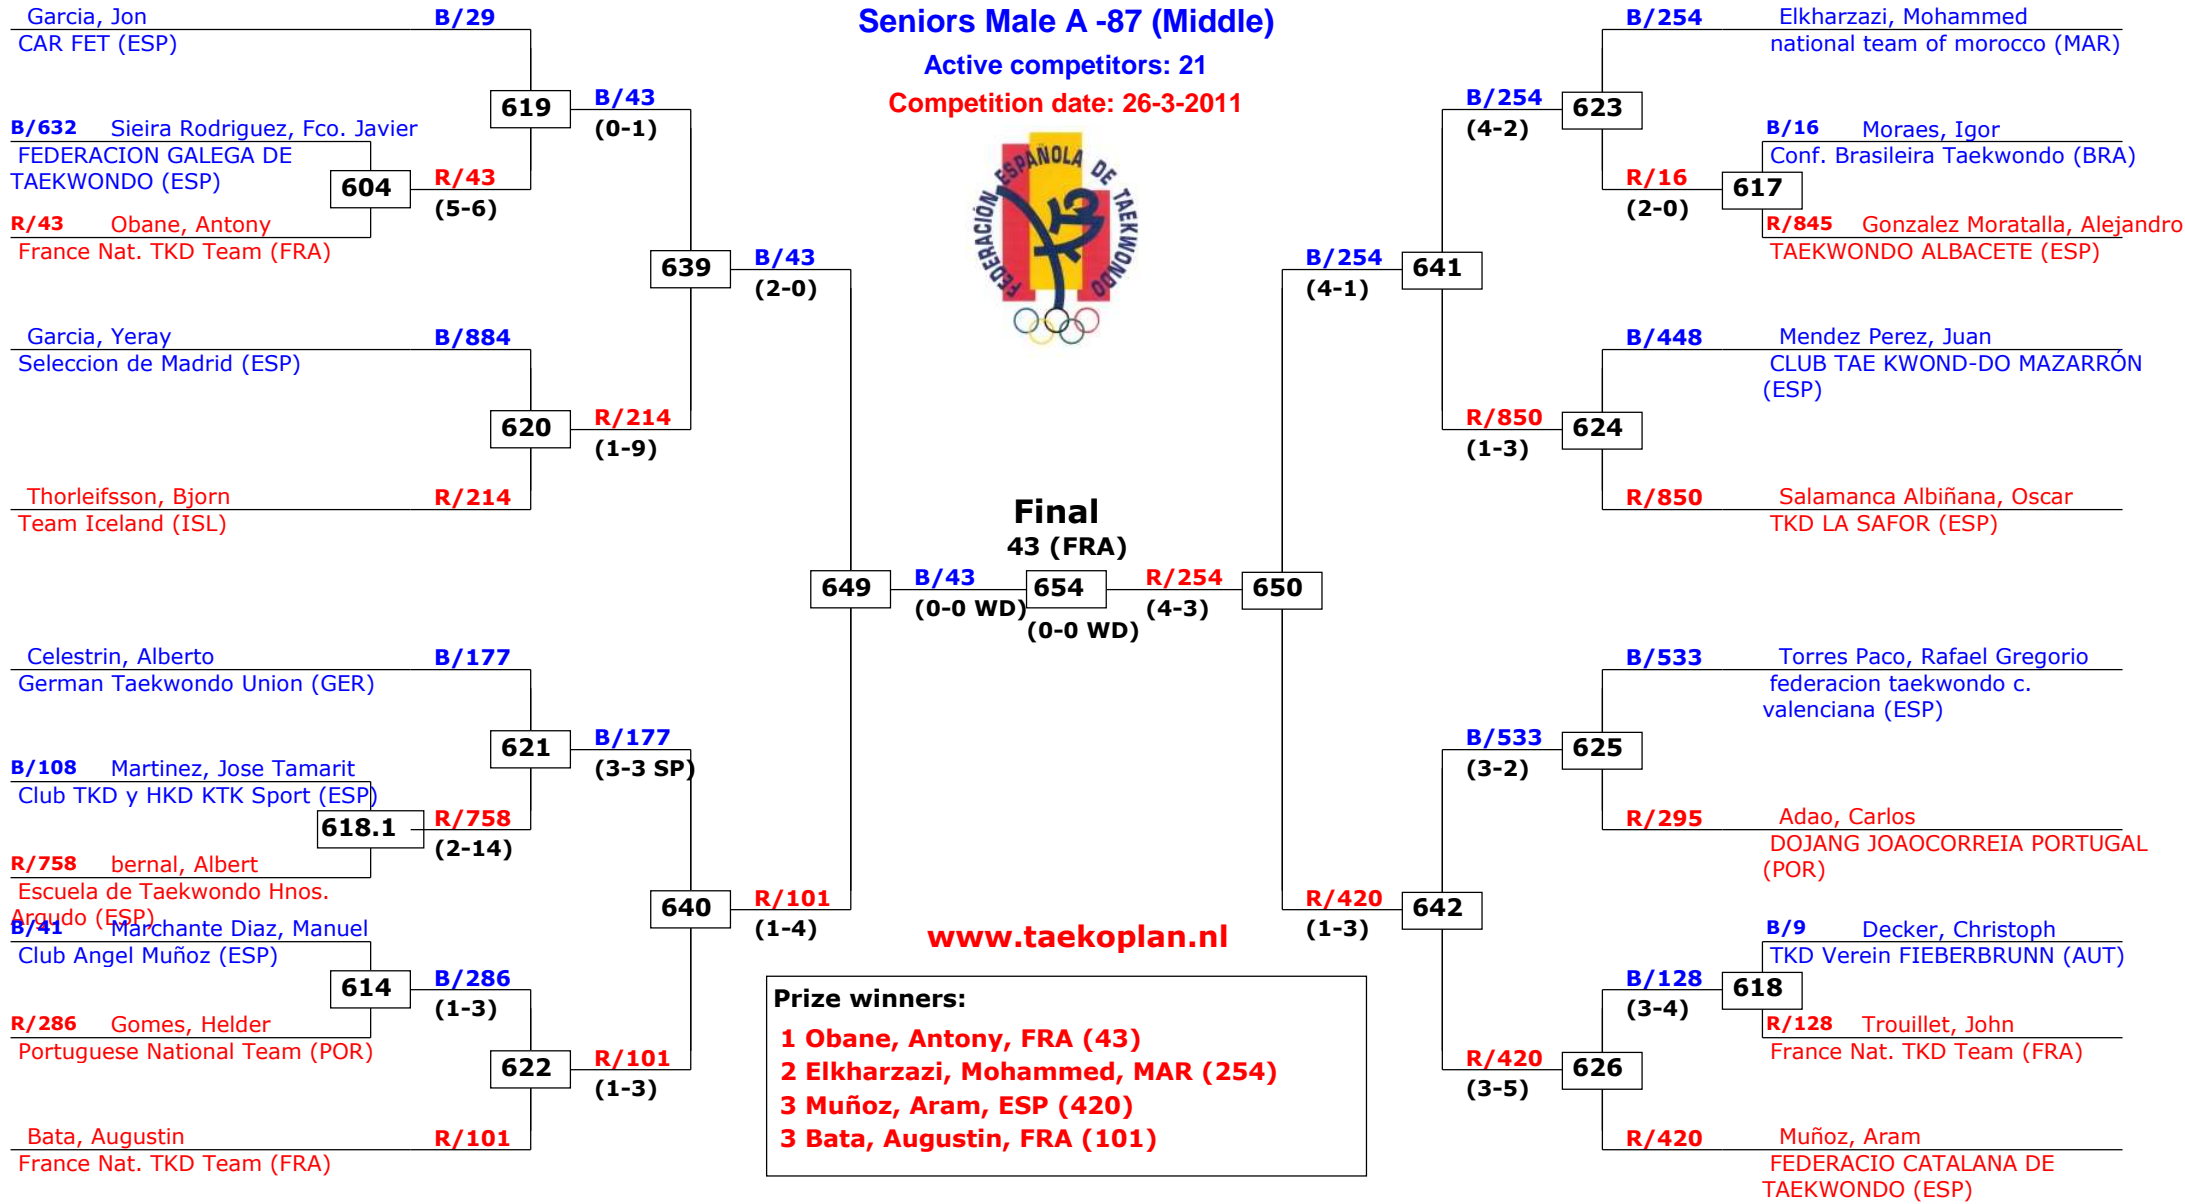 Seniors Male A -87 (Middle)
Active competitors: 21
Competition date: 26-3-2011
FEDERACIÓN ESPAÑOLA DE TAEKWONDO
Garcia, Jon
B/29
CAR FET (ESP)
619
B/43
(0-1)
B/632 Sieira Rodriguez, Fco. Javier
FEDERACION GALEGA DE
TAEKWONDO (ESP)
604
R/43
(5-6)
R/43 Obane, Antony
France Nat. TKD Team (FRA)
639
B/43
(2-0)
Garcia, Yeray
B/884
Seleccion de Madrid (ESP)
620
R/214
(1-9)
Thorleifsson, Bjorn
R/214
Team Iceland (ISL)
649
B/43
(0-0 WD)
Celestrin, Alberto
B/177
German Taekwondo Union (GER)
621
B/177
(3-3 SP)
B/108 Martinez, Jose Tamarit
Club TKD y HKD KTK Sport (ESP)
618.1
R/758
(2-14)
R/758 bernal, Albert
Escuela de Taekwondo Hnos.
Argudo (ESP)
640
R/101
(1-4)
B/41 Marchante Diaz, Manuel
Club Angel Muñoz (ESP)
614
B/286
(1-3)
R/286 Gomes, Helder
Portuguese National Team (POR)
622
R/101
(1-3)
Bata, Augustin
R/101
France Nat. TKD Team (FRA)
Final
43 (FRA)
654
(0-0 WD)
R/254
(4-3)
650
B/254
Elkharzazi, Mohammed
national team of morocco (MAR)
B/254
(4-2)
623
B/16 Moraes, Igor
Conf. Brasileira Taekwondo (BRA)
R/16
(2-0)
617
R/845 Gonzalez Moratalla, Alejandro
TAEKWONDO ALBACETE (ESP)
B/254
(4-1)
641
B/448
Mendez Perez, Juan
CLUB TAE KWOND-DO MAZARRÓN
(ESP)
R/850
(1-3)
624
R/850
Salamanca Albiñana, Oscar
TKD LA SAFOR (ESP)
B/533
Torres Paco, Rafael Gregorio
federacion taekwondo c.
valenciana (ESP)
B/533
(3-2)
625
R/295
Adao, Carlos
DOJANG JOAOCORREIA PORTUGAL
(POR)
R/420
(1-3)
642
B/9 Decker, Christoph
TKD Verein FIEBERBRUNN (AUT)
B/128
(3-4)
618
R/128 Trouillet, John
France Nat. TKD Team (FRA)
R/420
(3-5)
626
R/420
Muñoz, Aram
FEDERACIO CATALANA DE
TAEKWONDO (ESP)
www.taekoplan.nl
Prize winners:
1 Obane, Antony, FRA (43)
2 Elkharzazi, Mohammed, MAR (254)
3 Muñoz, Aram, ESP (420)
3 Bata, Augustin, FRA (101)